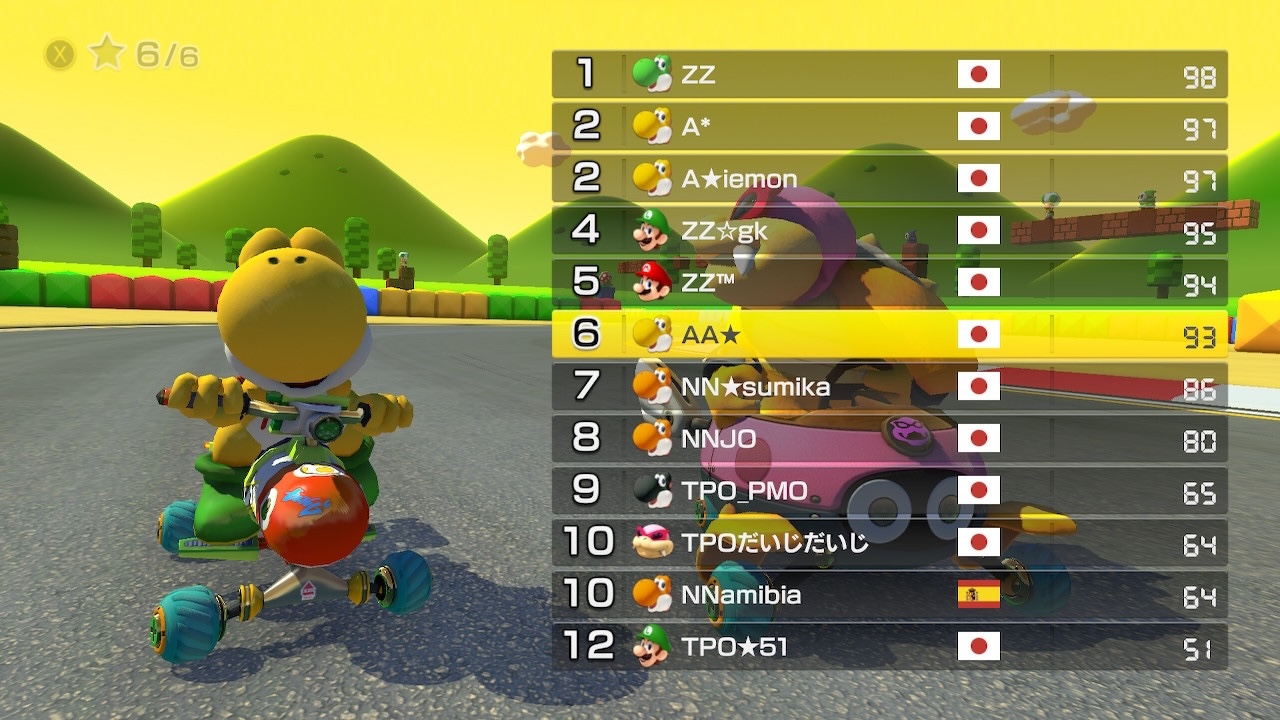 X ★ 6/6
1 ZZ 98
2 A* 97
2 A★iemon 97
4 ZZ☆gk 95
5 ZZ™ 94
6 AA★ 93
7 NN★sumika 86
8 NNJO 80
9 TPO_PMO 65
10 TPOだいじだいじ 64
10 NNamibia 64
12 TPO★51 51